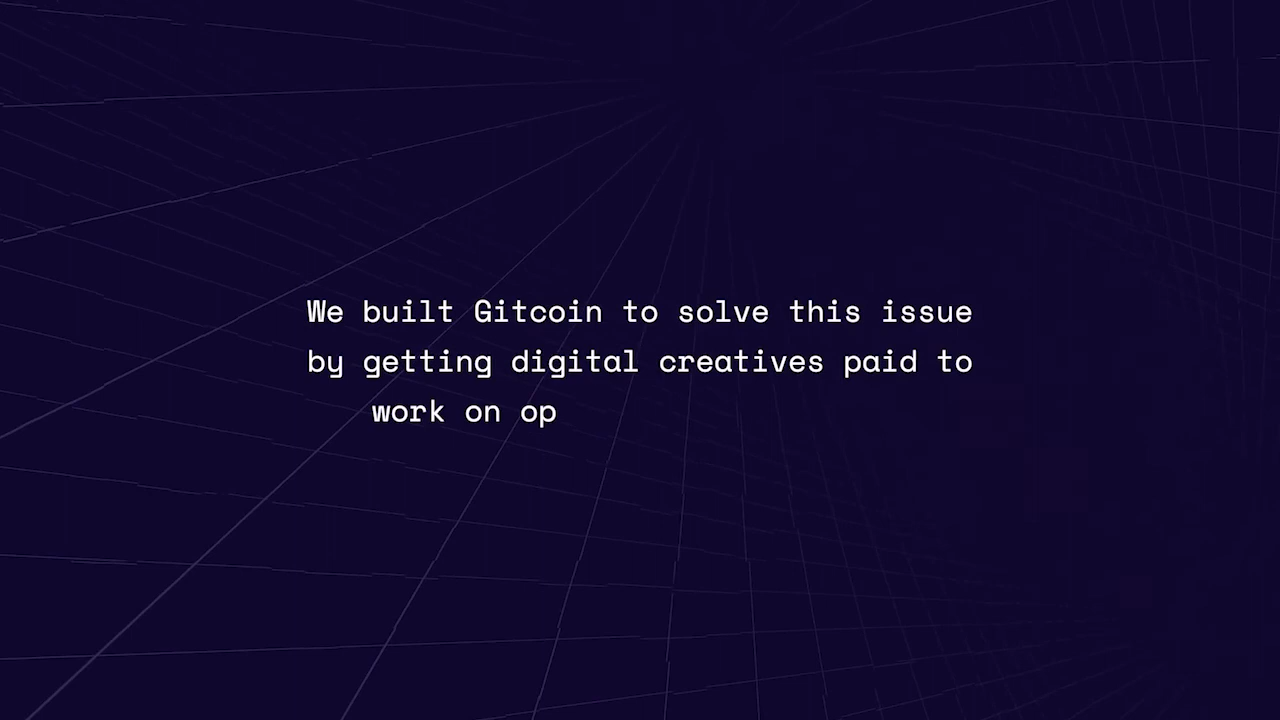 We built Gitcoin to solve this issue
by getting digital creatives paid to
work on op